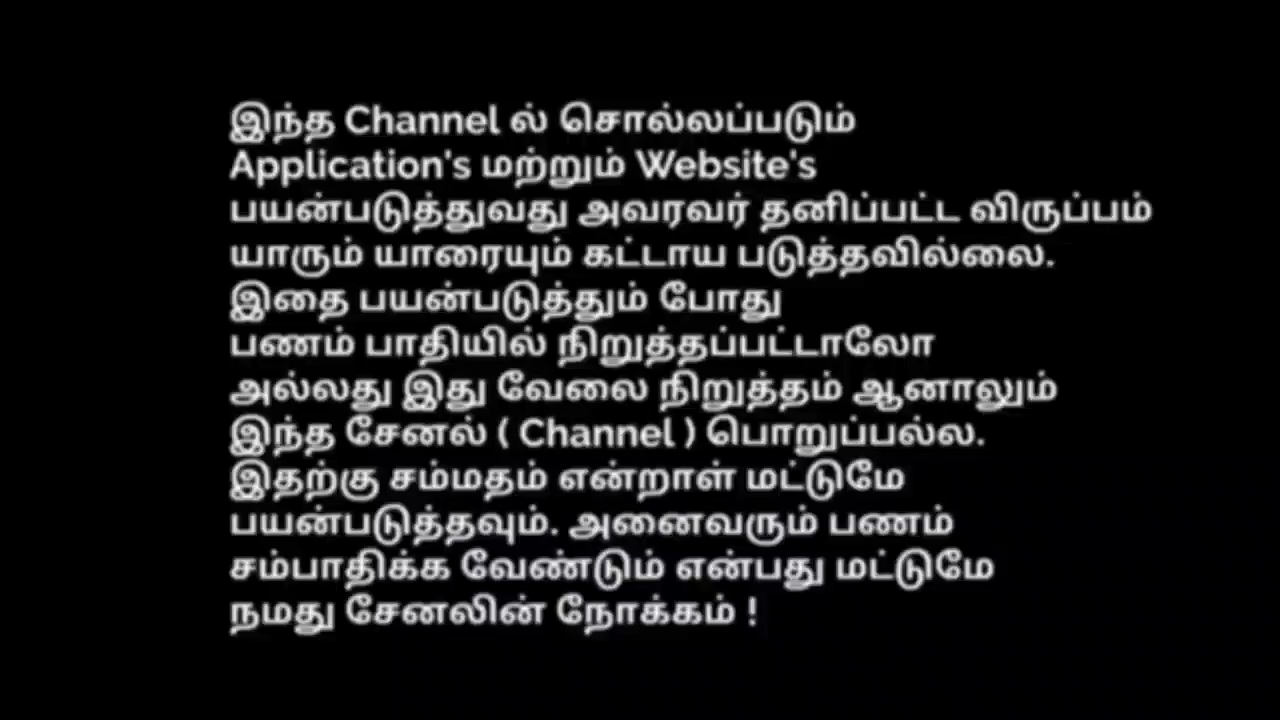 இந்த Channel ல் சொல்லப்படும்
Application's மற்றும் Website's
பயன்படுத்துவது அவரவர் தனிப்பட்ட விருப்பம்
யாரும் யாரையும் கட்டாய படுத்தவில்லை.
இதை பயன்படுத்தும் போது
பணம் பாதியில் நிறுத்தப்பட்டாலோ
அல்லது இது வேலை நிறுத்தம் ஆனாலும்
இந்த சேனல் ( Channel ) பொறுப்பல்ல.
இதற்கு சம்மதம் என்றாள் மட்டுமே
பயன்படுத்தவும். அனைவரும் பணம்
சம்பாதிக்க வேண்டும் என்பது மட்டுமே
நமது சேனலின் நோக்கம் !